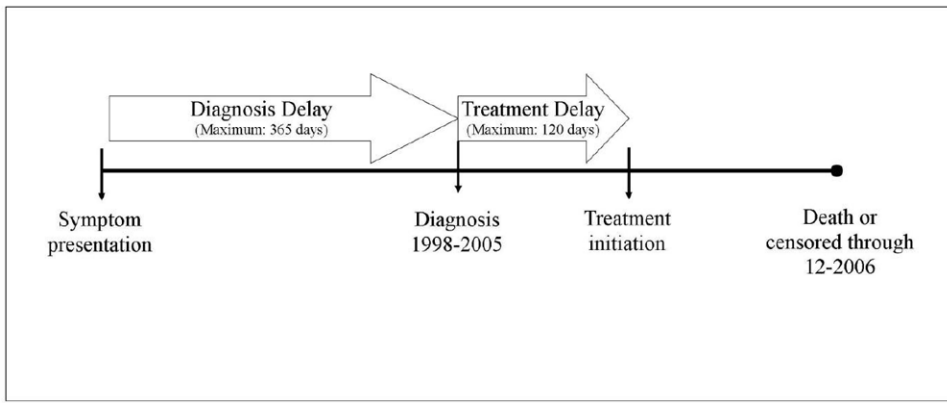 Diagnosis Delay
(Maximum: 365 days)
Treatment Delay
(Maximum: 120 days)
Symptom
presentation
Diagnosis
1998-2005
Treatment
initiation
Death or
censored through
12-2006